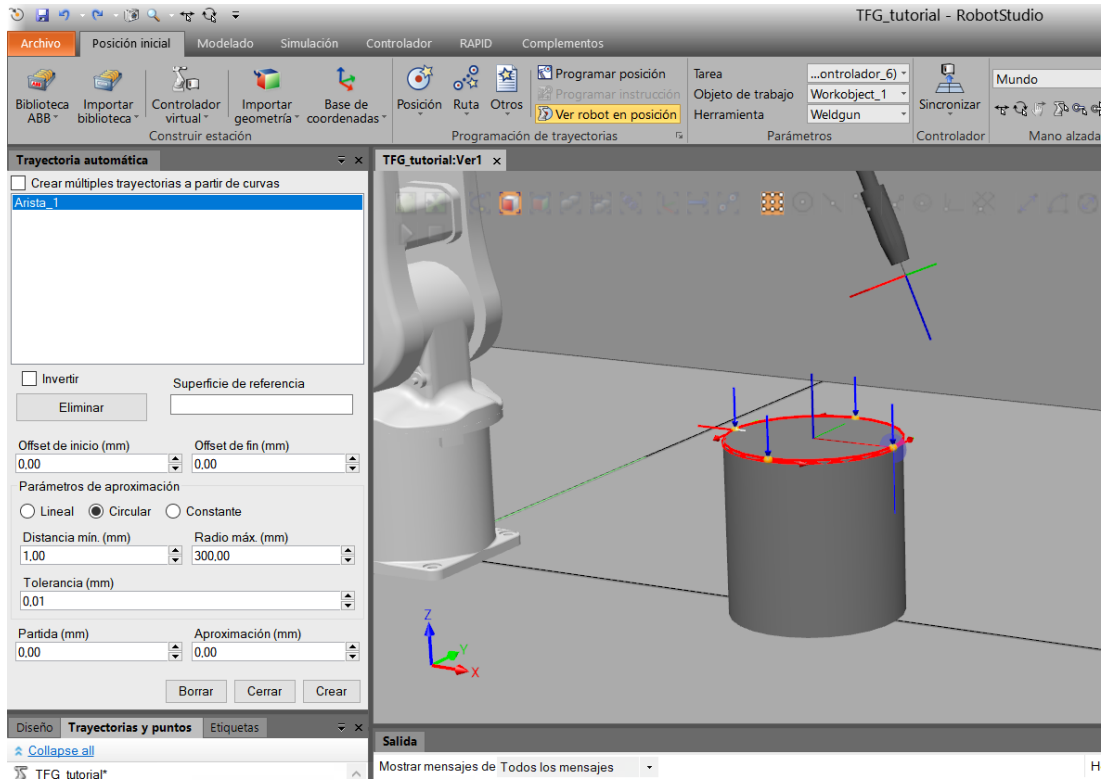 TFG_tutorial - RobotStudio
Archivo Posición inicial Modelado Simulación Controlador RAPID Complementos
Biblioteca ABB
Importar biblioteca
Controlador virtual
Importar geometría
Base de coordenadas
Construir estación
Posición Ruta Otros
Programar posición
Programar instrucción
Ver robot en posición
Programación de trayectorias
Tarea ...ontrolador_6)
Objeto de trabajo Workobject_1
Herramienta Weldgun
Parámetros
Sincronizar
Controlador
Mundo
Mano alzada
Trayectoria automática
TFG_tutorial:Ver1
Crear múltiples trayectorias a partir de curvas
Arista_1
Invertir
Superficie de referencia
Eliminar
Offset de inicio (mm) Offset de fin (mm)
0,00 0,00
Parámetros de aproximación
Lineal Circular Constante
Distancia mín. (mm) Radio máx. (mm)
1,00 300,00
Tolerancia (mm)
0,01
Partida (mm) Aproximación (mm)
0,00 0,00
Borrar Cerrar Crear
Z
Y
X
Diseño Trayectorias y puntos Etiquetas
Collapse all
TFG_tutorial*
Salida
Mostrar mensajes de Todos los mensajes
H